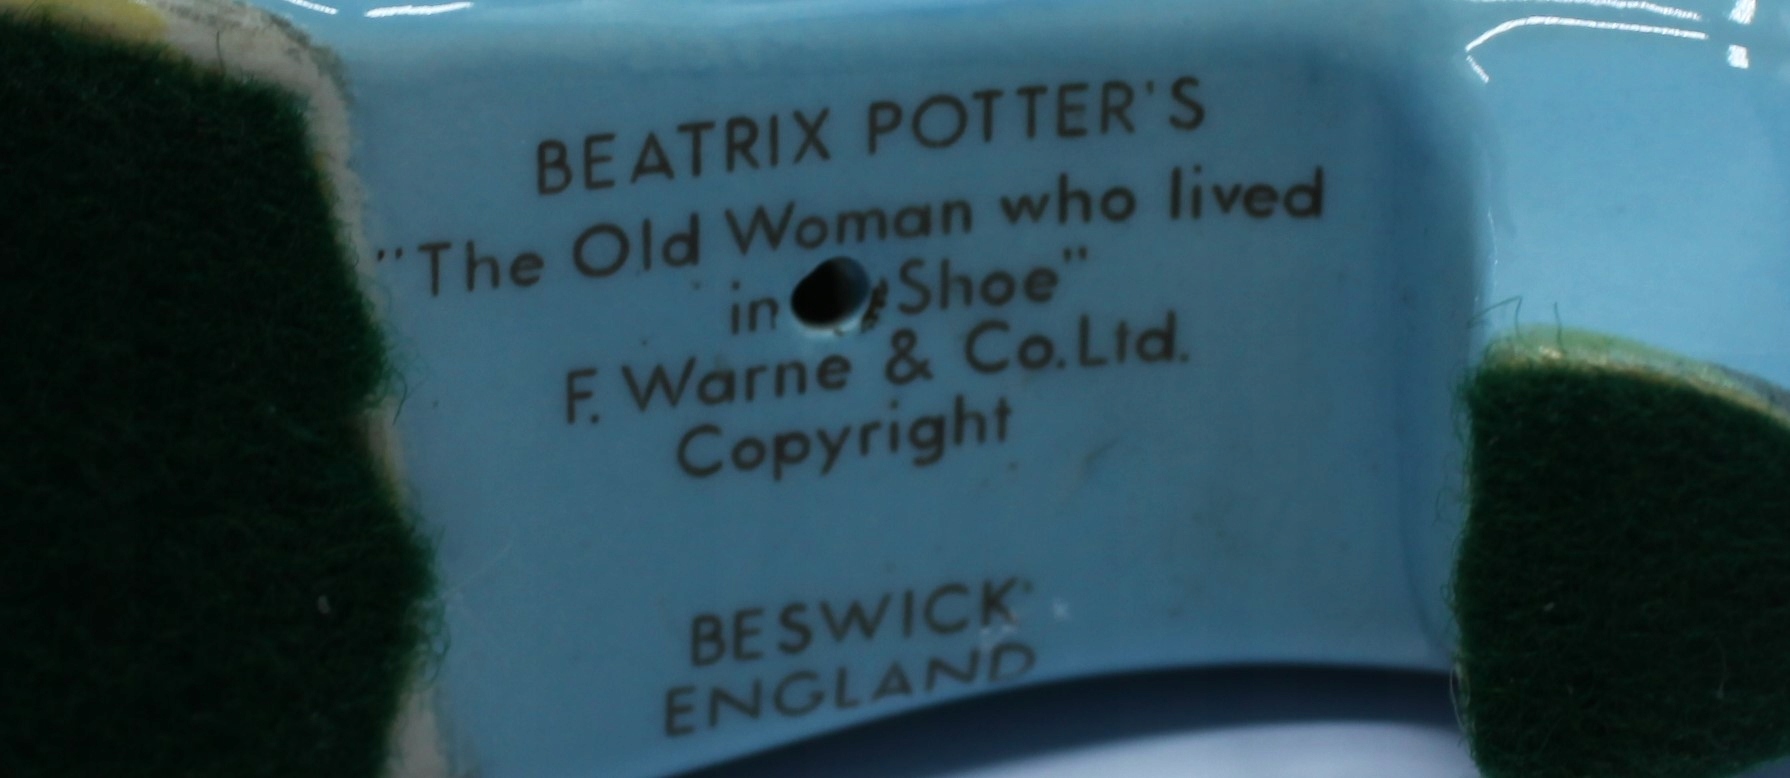 BEATRIX POTTER'S
"The Old Woman who lived
in Shoe"
F. Warne & Co. Ltd.
Copyright
BESWICK
ENGLAND